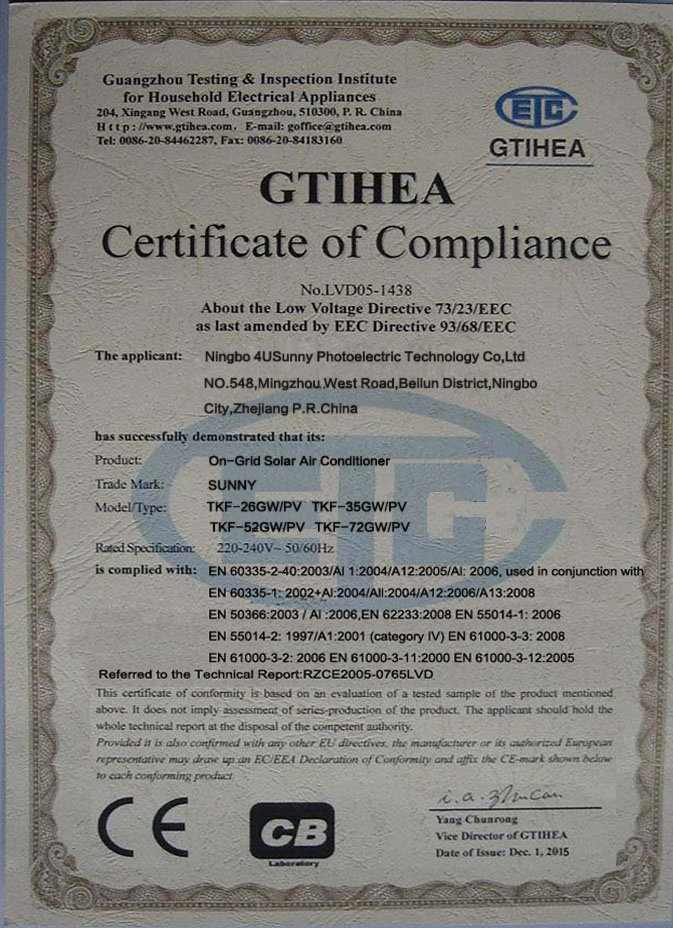 Guangzhou Testing & Inspection Institute
for Household Electrical Appliances
204, Xingang West Road, Guangzhou, 510300, P. R. China
Http://www.gtihea.com, E-mail: goffice@gtihea.com
Tel: 0086-20-84462287, Fax: 0086-20-84183160
ETC
GTIHEA
GTIHEA
Certificate of Compliance
No.LVD05-1438
About the Low Voltage Directive 73/23/EEC
as last amended by EEC Directive 93/68/EEC
The applicant: Ningbo 4USunny Photoelectric Technology Co,Ltd
NO.548,Mingzhou West Road,Beilun District,Ningbo
City,Zhejiang P.R.China
has successfully demonstrated that its:
Product: On-Grid Solar Air Conditioner
Trade Mark: SUNNY
Model/Type: TKF-26GW/PV TKF-35GW/PV
TKF-52GW/PV TKF-72GW/PV
Rated Specification: 220-240V~ 50/60Hz
is complied with: EN 60335-2-40:2003/Al 1:2004/A12:2005/Al: 2006, used in conjunction with
EN 60335-1: 2002+Al:2004/All:2004/A12:2006/A13:2008
EN 50366:2003 / Al :2006,EN 62233:2008 EN 55014-1: 2006
EN 55014-2: 1997/A1:2001 (category IV) EN 61000-3-3: 2008
EN 61000-3-2: 2006 EN 61000-3-11:2000 EN 61000-3-12:2005
Referred to the Technical Report:RZCE2005-0765LVD
This certificate of conformity is based on an evaluation of a tested sample of the product mentioned
above. It does not imply assessment of series-production of the product. The applicant should hold the
whole technical report at the disposal of the competent authority.
Provided it is also confirmed with any other EU directives, the manufacturer or its authorized European
representative may draw up an EC/EEA Declaration of Conformity and affix the CE-mark shown below
to each conforming product
CE
CB
Laboratory
Yang Chunrong
Vice Director of GTIHEA
Date of Issue: Dec. 1, 2015